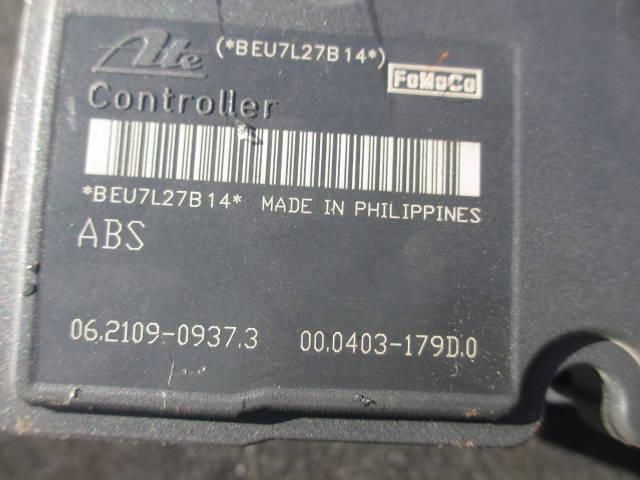 Ate (*BEU7L27B14*)
FoMoCo
Controller
*BEU7L27B14* MADE IN PHILIPPINES
ABS
06.2109-0937.3 00.0403-179D.0